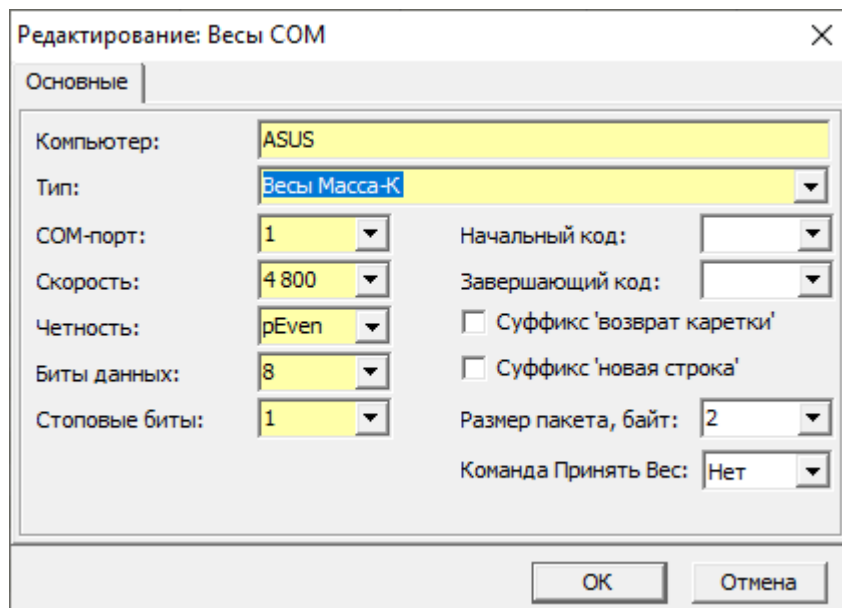 Редактирование: Весы COM
Основные
Компьютер: ASUS
Тип: Весы Масса-К
COM-порт: 1 Начальный код:
Скорость: 4 800 Завершающий код:
Четность: pEven Суффикс 'возврат каретки'
Биты данных: 8 Суффикс 'новая строка'
Стоповые биты: 1 Размер пакета, байт: 2
Команда Принять Вес: Нет
OK Отмена